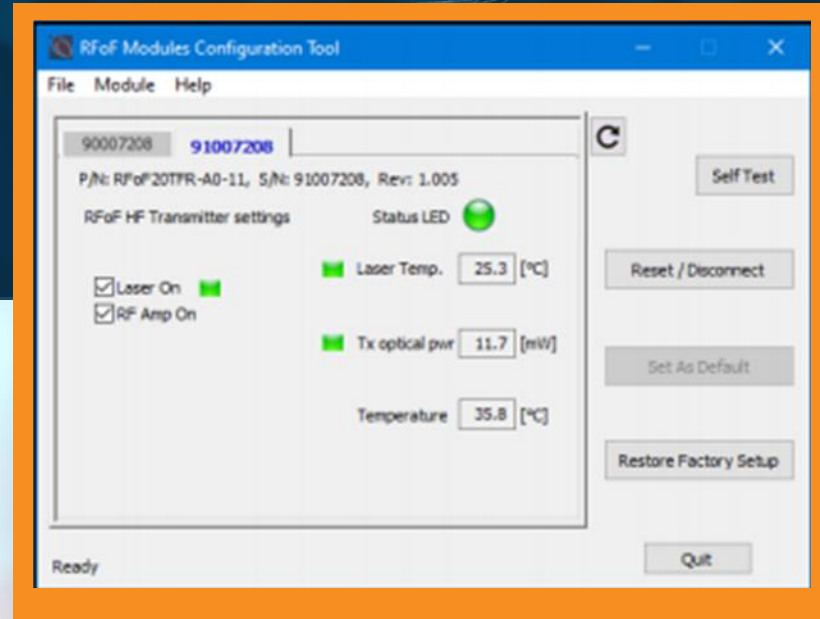 RFoF Modules Configuration Tool
File Module Help
90007208 91007208
P/N: RFoF20TFR-A0-11, S/N: 91007208, Rev: 1.005
RFoF HF Transmitter settings Status LED
Laser On
RF Amp On
Laser Temp. 25.3 [°C]
Tx optical pwr 11.7 [mW]
Temperature 35.8 [°C]
Self Test
Reset / Disconnect
Set As Default
Restore Factory Setup
Ready
Quit